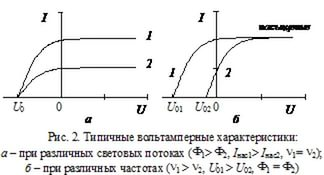 I
I
1
2
1
2
U₀
0
U
U₀₁
U₀₂
0
U
а
б
Рис. 2. Типичные вольтамперные характеристики:
а – при различных световых потоках (Ф₁> Ф₂, Iнас1> Iнас2, ν₁= ν₂);
б – при различных частотах (ν₁ > ν₂, U₀₁ > U₀₂, Ф₁ = Ф₂)